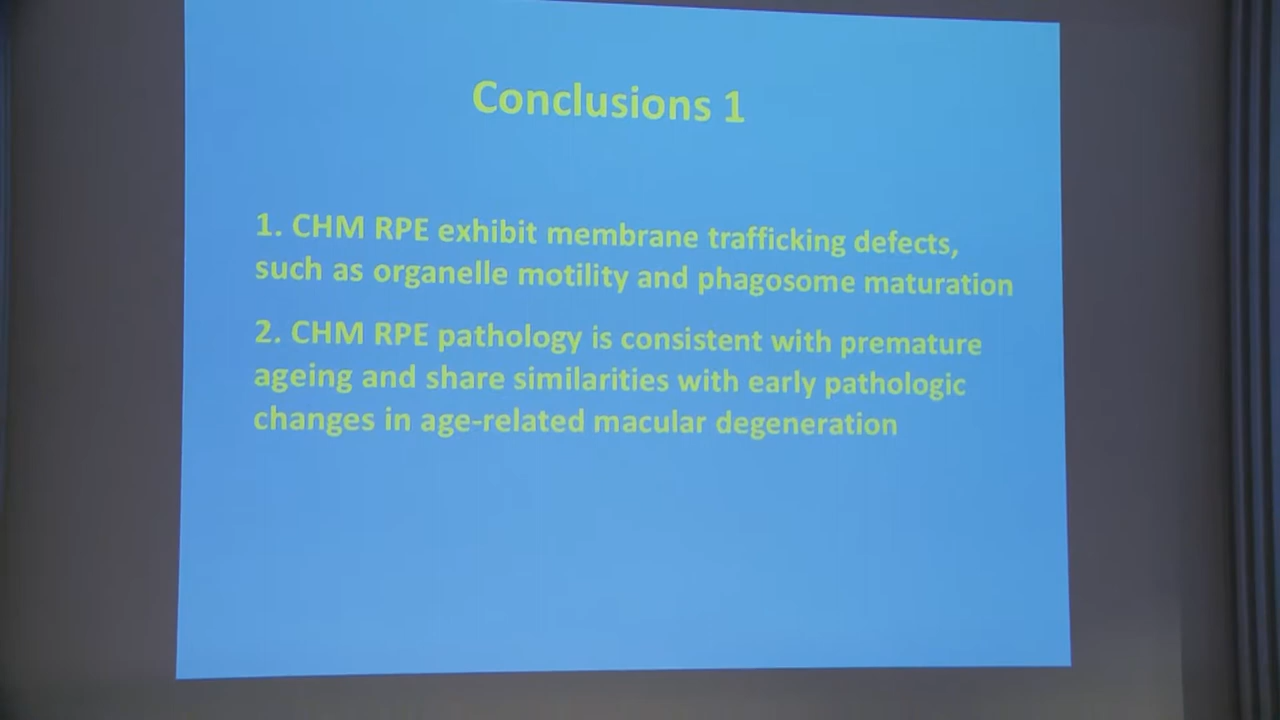 Conclusions 1
1. CHM RPE exhibit membrane trafficking defects,
such as organelle motility and phagosome maturation
2. CHM RPE pathology is consistent with premature
ageing and share similarities with early pathologic
changes in age-related macular degeneration